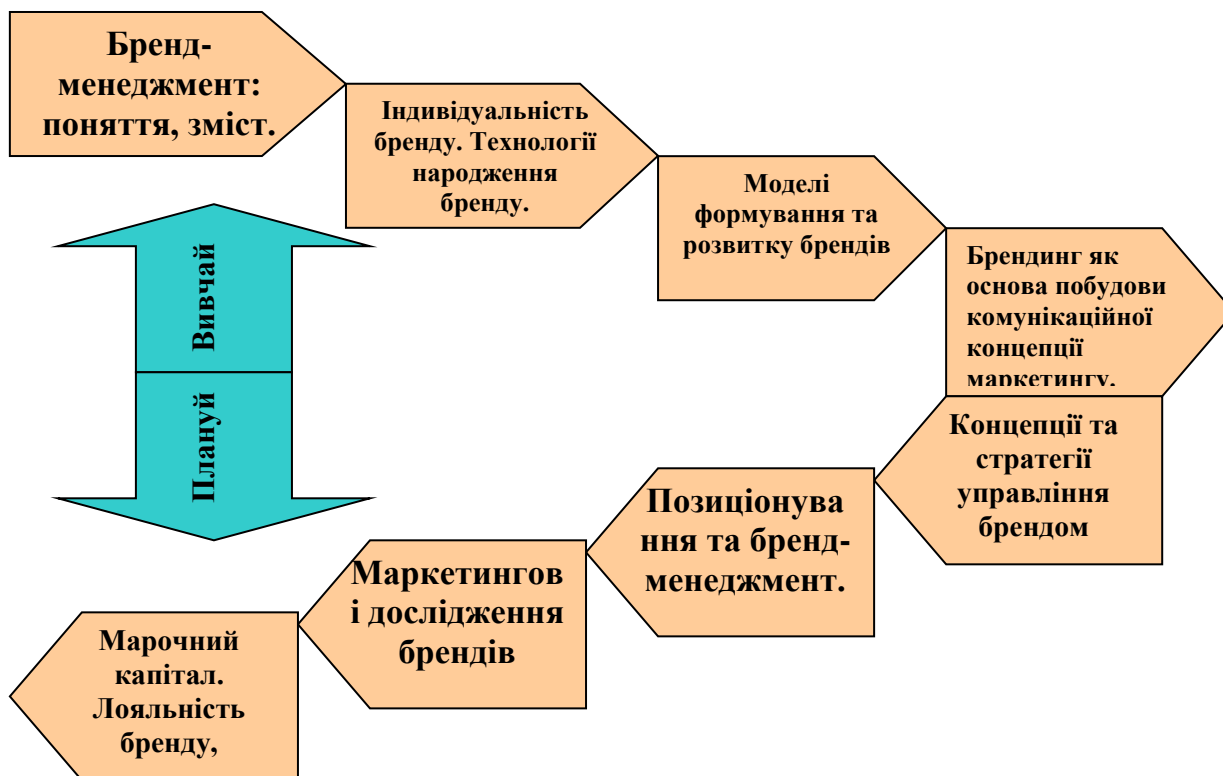 Бренд-
менеджмент:
поняття, зміст.
Індивідуальність
бренду. Технології
народження
бренду.
Моделі
формування та
розвитку брендів
Брендинг як
основа побудови
комунікаційної
концепції
маркетингу.
Вивчай
Плануй
Концепції та
стратегії
управління
брендом
Позиціонува
ння та бренд-
менеджмент.
Маркетингов
і дослідження
брендів
Марочний
капітал.
Лояльність
бренду,